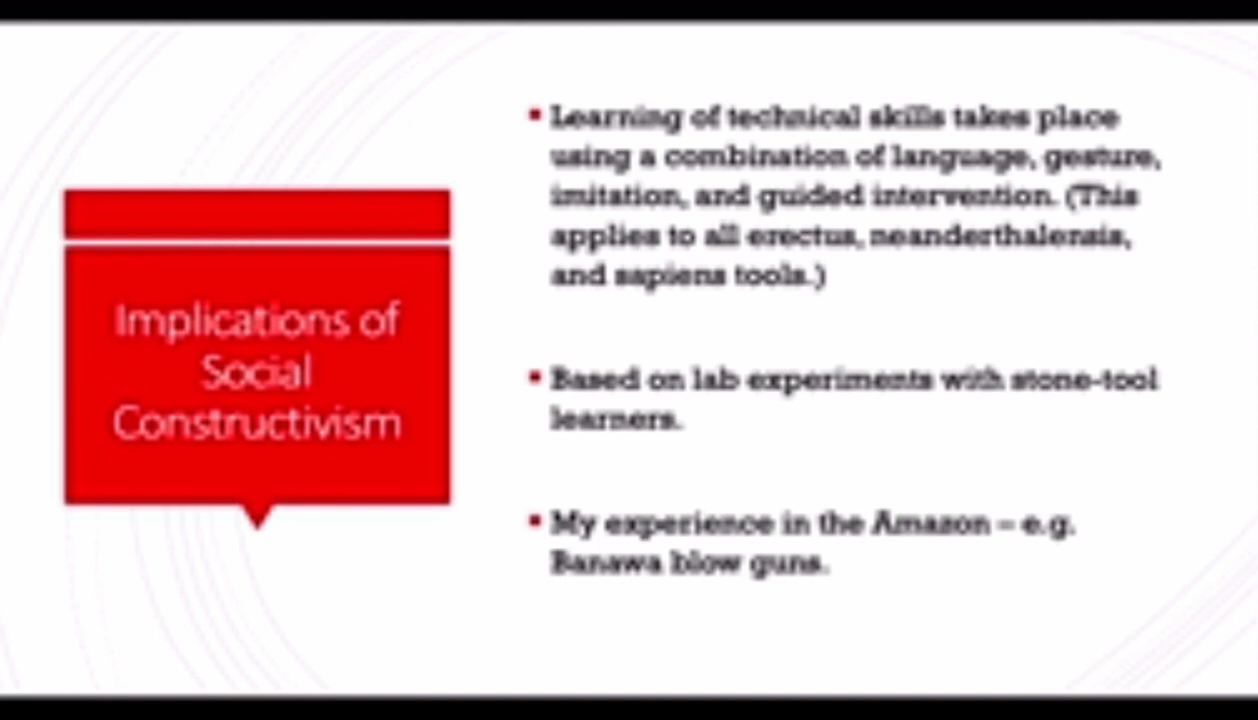 Implications of
Social
Constructivism
Learning of technical skills takes place
using a combination of language, gesture,
imitation, and guided intervention. (This
applies to all erectus, neanderthalensis,
and sapiens tools.)
Based on lab experiments with stone-tool
learners.
My experience in the Amazon – e.g.
Banawa blow guns.